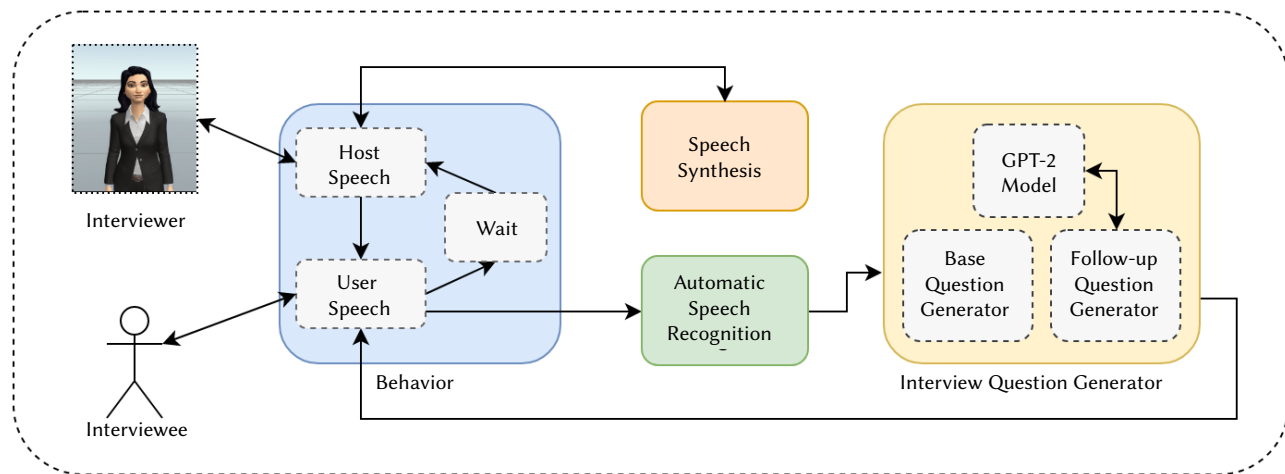 Interviewer
Host
Speech
Wait
User
Speech
Behavior
Interviewee
Speech
Synthesis
Automatic
Speech
Recognition
GPT-2
Model
Base
Question
Generator
Follow-up
Question
Generator
Interview Question Generator